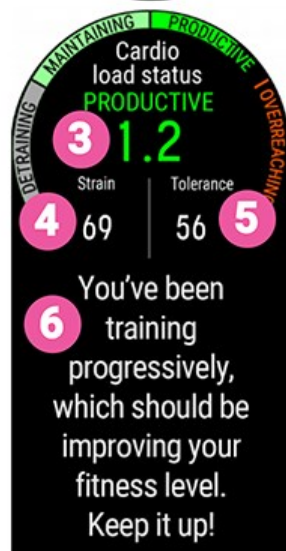 DETRAINING
MAINTAINING
PRODUCTIVE
OVERREACHING
Cardio
load status
PRODUCTIVE
3 1.2
Strain Tolerance
4 69 56 5
6
You've been
training
progressively,
which should be
improving your
fitness level.
Keep it up!